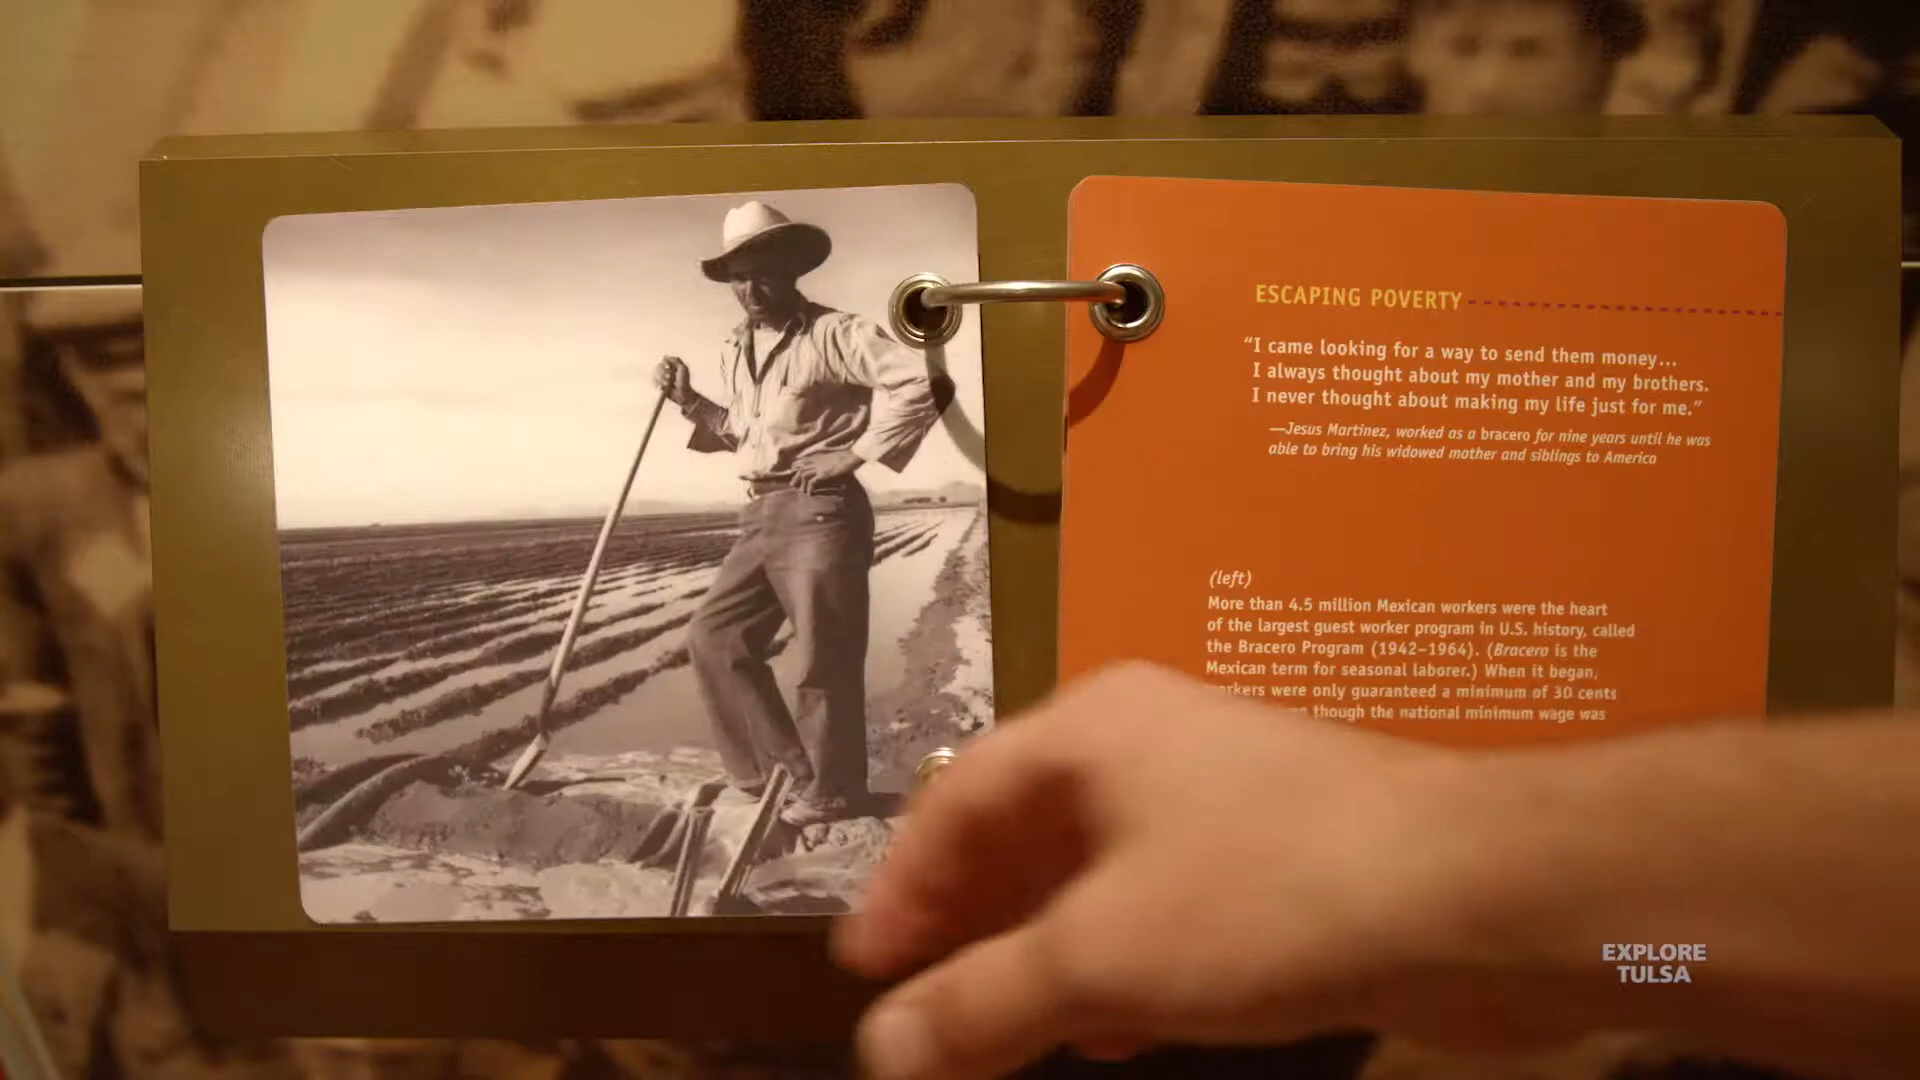 ESCAPING POVERTY
“I came looking for a way to send them money...
I always thought about my mother and my brothers.
I never thought about making my life just for me.”
—Jesus Martinez, worked as a bracero for nine years until he was
able to bring his widowed mother and siblings to America
(left)
More than 4.5 million Mexican workers were the heart
of the largest guest worker program in U.S. history, called
the Bracero Program (1942–1964). (Bracero is the
Mexican term for seasonal laborer.) When it began,
were only guaranteed a minimum of 30 cents
though the national minimum wage was
EXPLORE
TULSA